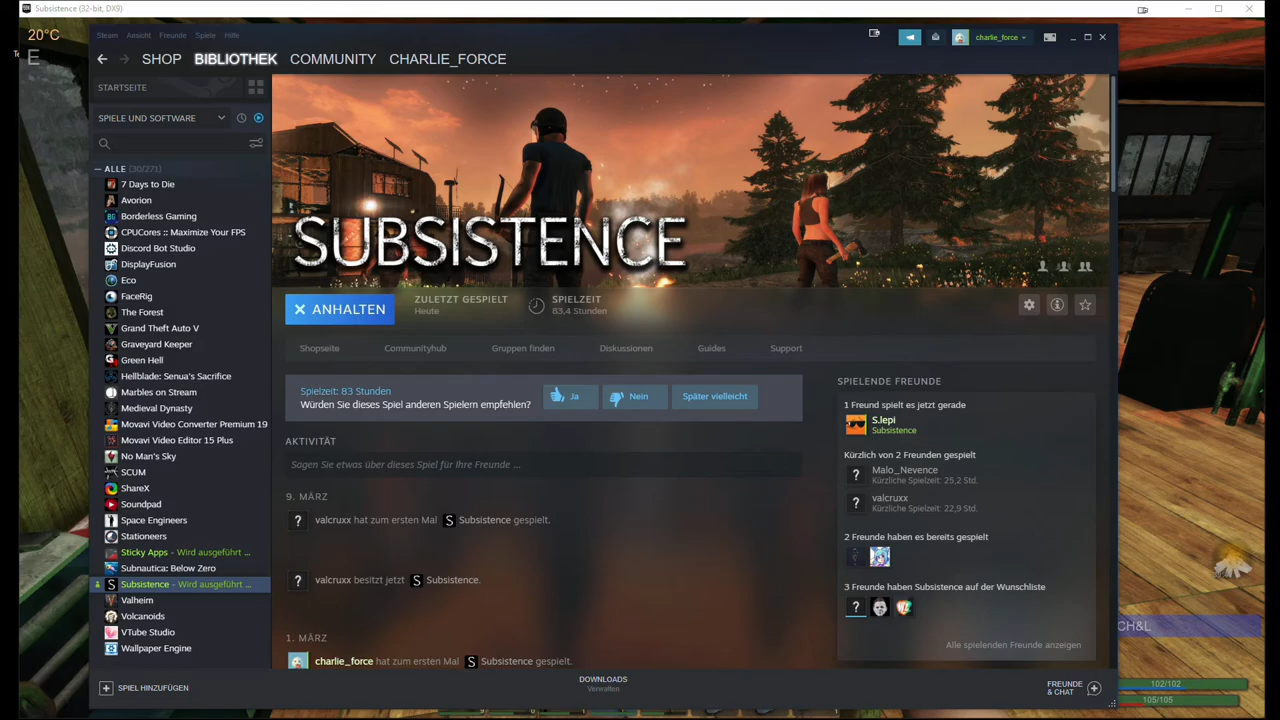 Subsistence (32-bit, DX9)
20°C
E
Steam Ansicht Freunde Spiele Hilfe
charlie_force
SHOP BIBLIOTHEK COMMUNITY CHARLIE_FORCE
STARTSEITE
SPIELE UND SOFTWARE
ALLE (30/271)
7 Days to Die
Avorion
Borderless Gaming
CPUCores :: Maximize Your FPS
Discord Bot Studio
DisplayFusion
Eco
FaceRig
The Forest
Grand Theft Auto V
Graveyard Keeper
Green Hell
Hellblade: Senua's Sacrifice
Marbles on Stream
Medieval Dynasty
Movavi Video Converter Premium 19
Movavi Video Editor 15 Plus
No Man's Sky
SCUM
ShareX
Soundpad
Space Engineers
Stationeers
Sticky Apps - Wird ausgeführt ...
Subnautica: Below Zero
Subsistence - Wird ausgeführt ...
Valheim
Volcanoids
VTube Studio
Wallpaper Engine
SPIEL HINZUFÜGEN
SUBSISTENCE
ANHALTEN
ZULETZT GESPIELT
Heute
SPIELZEIT
83,4 Stunden
Shopseite Communityhub Gruppen finden Diskussionen Guides Support
Spielzeit: 83 Stunden
Würden Sie dieses Spiel anderen Spielern empfehlen?
Ja Nein Später vielleicht
AKTIVITÄT
Sagen Sie etwas über dieses Spiel für Ihre Freunde ...
9. MÄRZ
valcruxx hat zum ersten Mal S Subsistence gespielt.
valcruxx besitzt jetzt S Subsistence.
1. MÄRZ
charlie_force hat zum ersten Mal S Subsistence gespielt.
SPIELENDE FREUNDE
1 Freund spielt es jetzt gerade
S.lepi
Subsistence
Kürzlich von 2 Freunden gespielt
Malo_Nevence
Kürzliche Spielzeit: 25,2 Std.
valcruxx
Kürzliche Spielzeit: 22,9 Std.
2 Freunde haben es bereits gespielt
3 Freunde haben Subsistence auf der Wunschliste
Alle spielenden Freunde anzeigen
DOWNLOADS
Verwalten
FREUNDE
& CHAT
CH&L
102/102
105/105